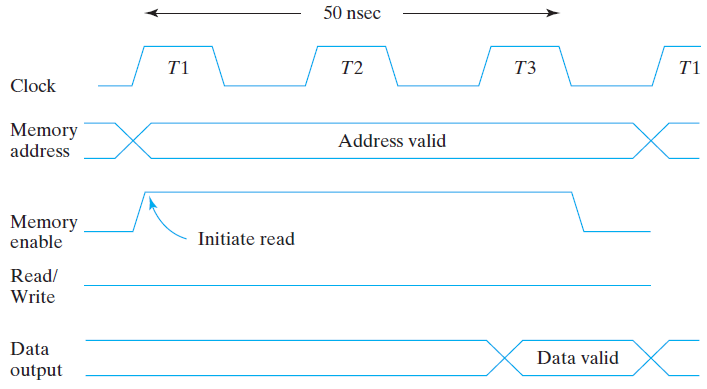 50 nsec
T1 T2 T3 T1
Clock
Memory
address
Address valid
Memory
enable
Initiate read
Read/
Write
Data
output
Data valid